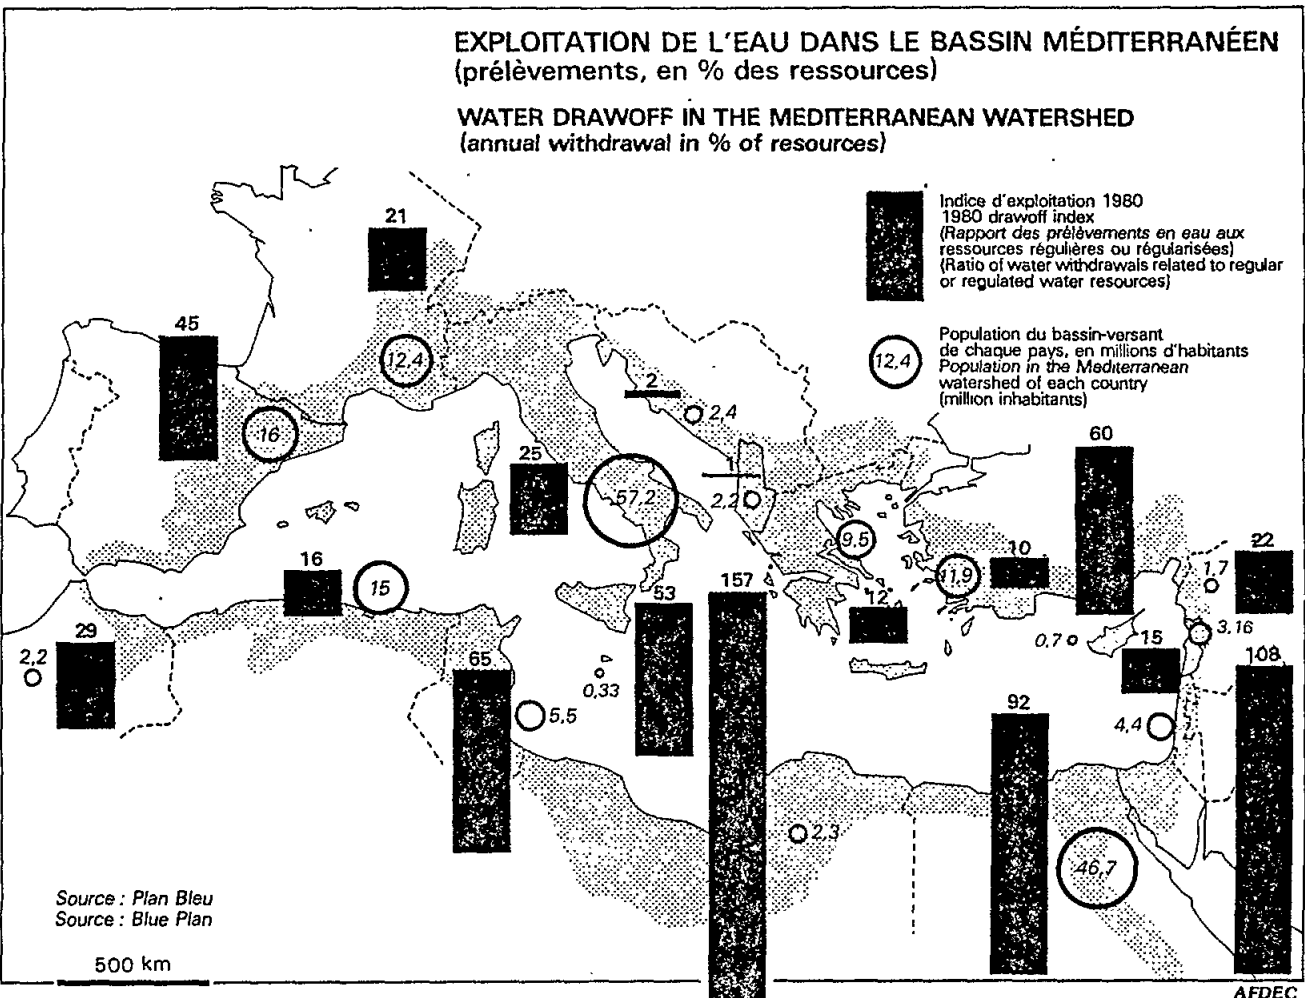 EXPLOITATION DE L'EAU DANS LE BASSIN MÉDITERRANÉEN
(prélèvements, en % des ressources)
WATER DRAWOFF IN THE MEDITERRANEAN WATERSHED
(annual withdrawal in % of resources)
Indice d'exploitation 1980
1980 drawoff index
(Rapport des prélèvements en eau aux
ressources régulières ou régularisées)
(Ratio of water withdrawals related to regular
or regulated water resources)
12,4
Population du bassin-versant
de chaque pays, en millions d'habitants
Population in the Mediterranean
watershed of each country
(million inhabitants)
21
45
12,4
2
2,4
16
60
25
1
57,2
2,2
9,5
10
22
16
15
11,9
1,7
53
157
12
29
0,7
15
3,16
2,2
65
0,33
108
5,5
92
4,4
2,3
46,7
Source : Plan Bleu
Source : Blue Plan
500 km
AFDEC